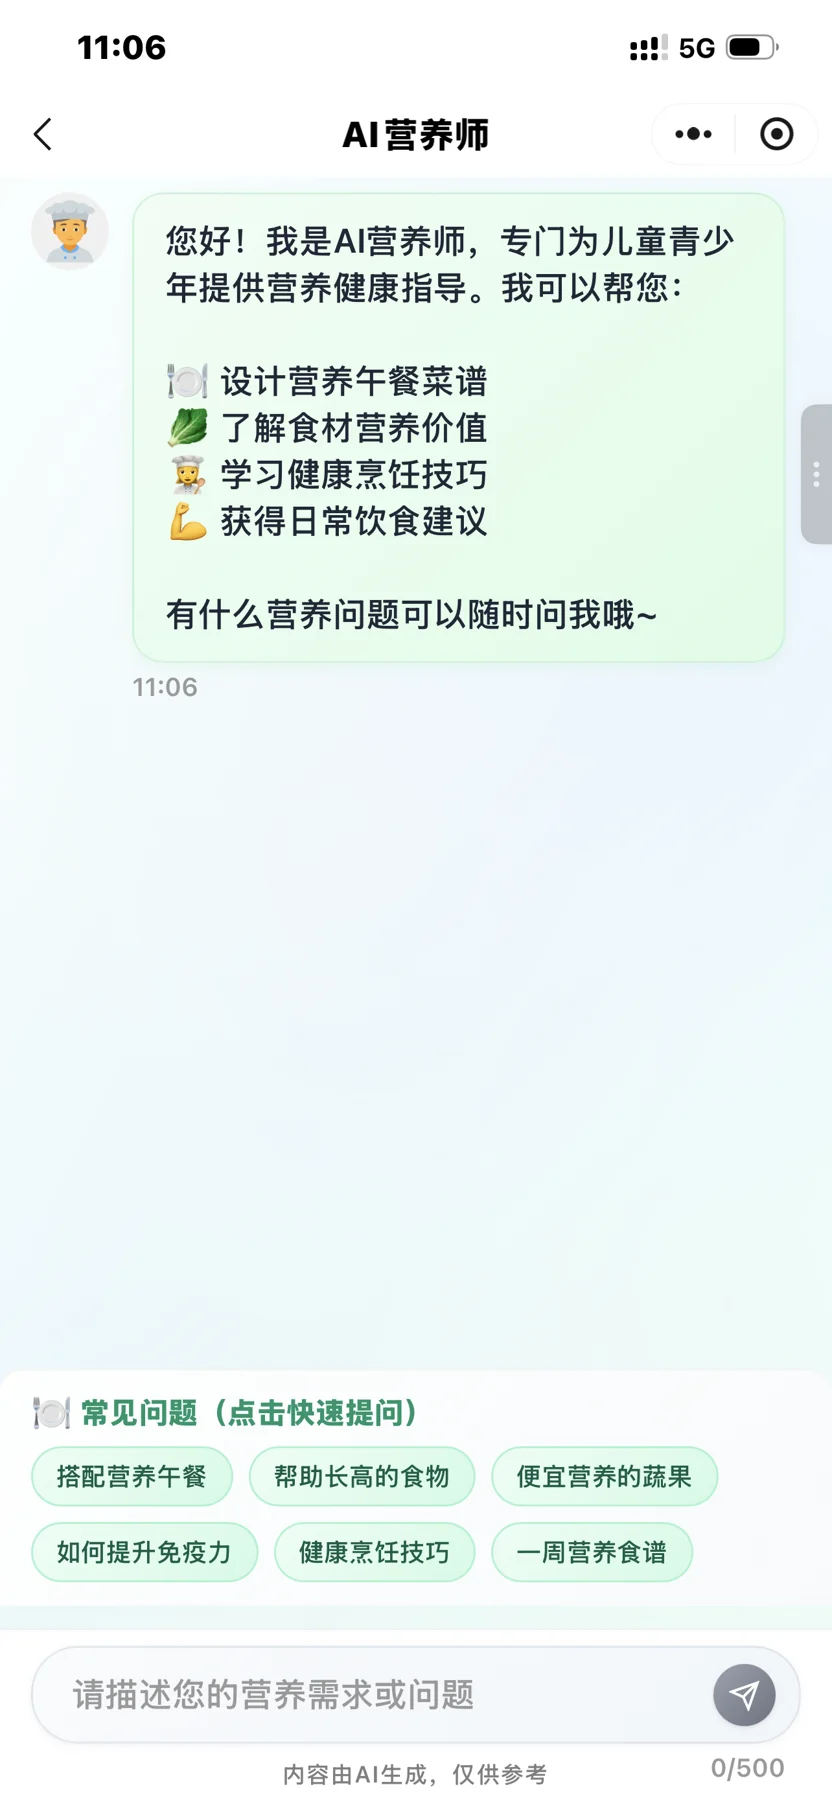 11:06
5G
AI营养师
您好！我是AI营养师，专门为儿童青少
年提供营养健康指导。我可以帮您：
🍽️ 设计营养午餐菜谱
🥬 了解食材营养价值
👩‍🍳 学习健康烹饪技巧
💪 获得日常饮食建议
有什么营养问题可以随时问我哦~
11:06
🍽️ 常见问题（点击快速提问）
搭配营养午餐
帮助长高的食物
便宜营养的蔬果
如何提升免疫力
健康烹饪技巧
一周营养食谱
请描述您的营养需求或问题
内容由AI生成，仅供参考
0/500